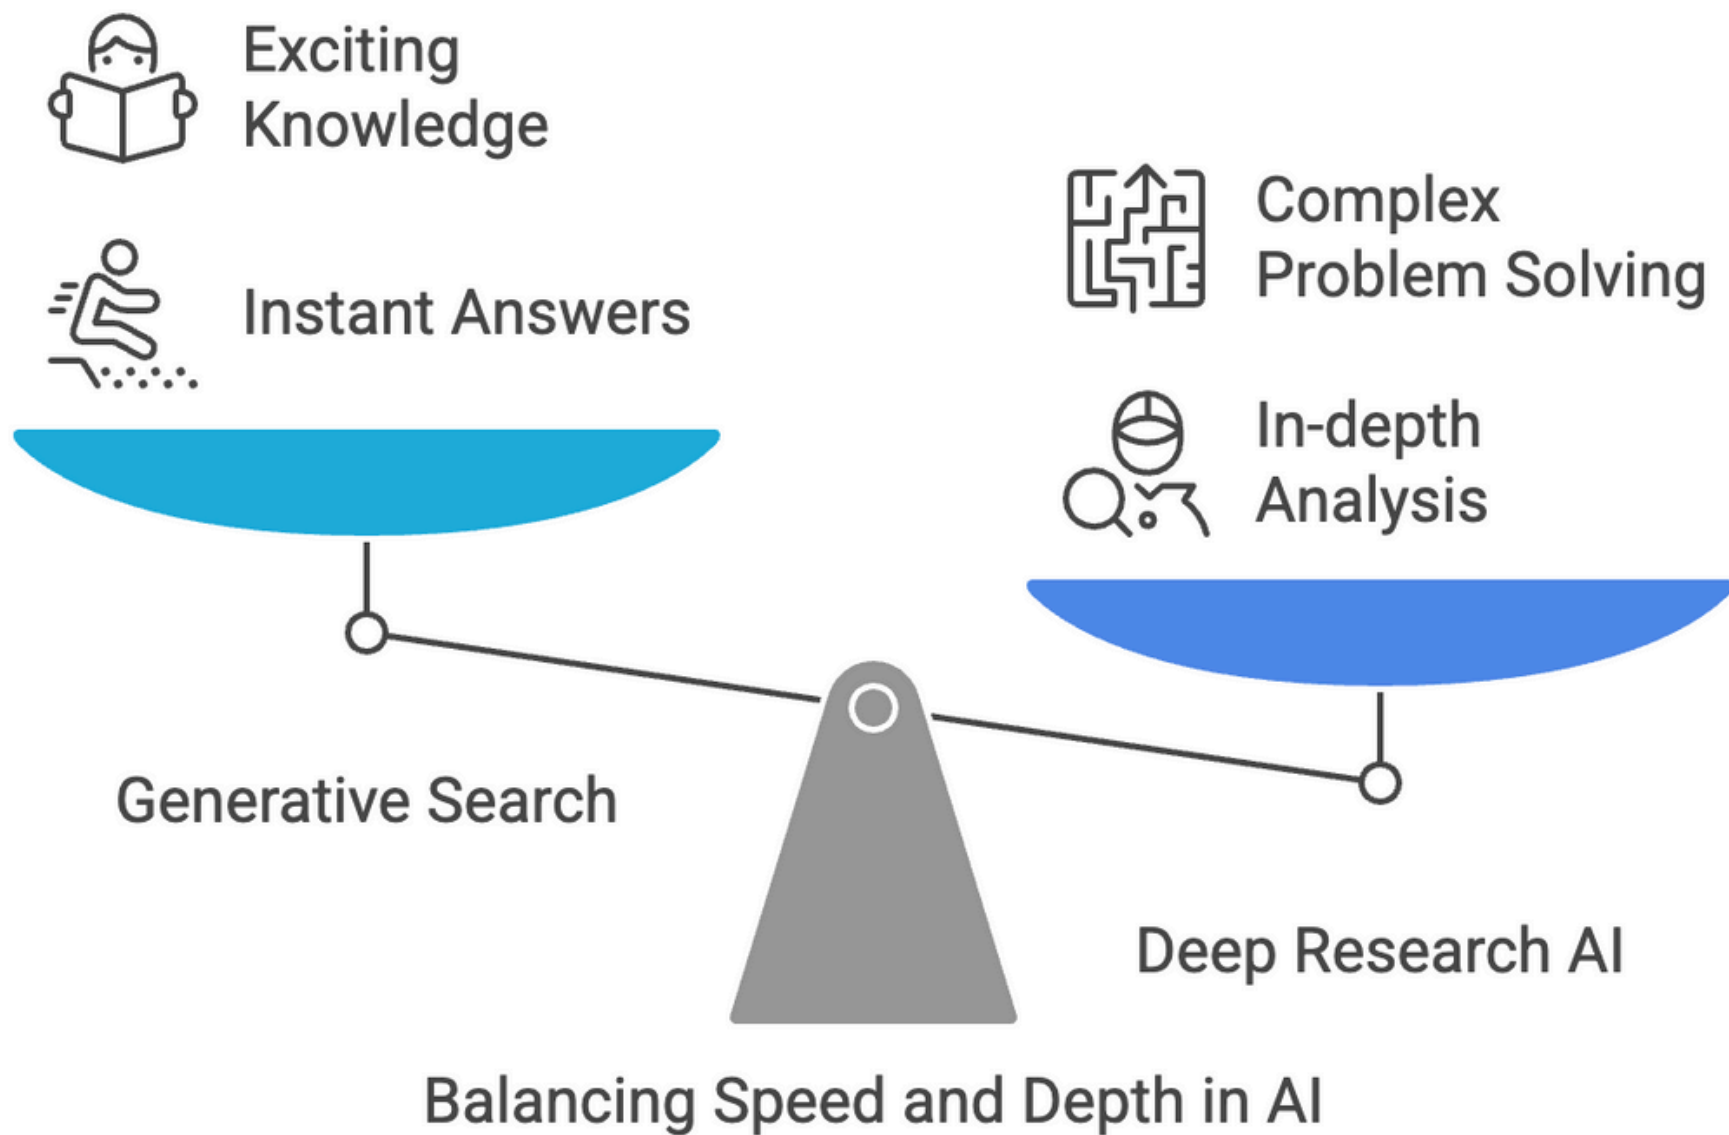 Exciting
Knowledge
Instant Answers
Complex
Problem Solving
In-depth
Analysis
Generative Search
Deep Research AI
Balancing Speed and Depth in AI